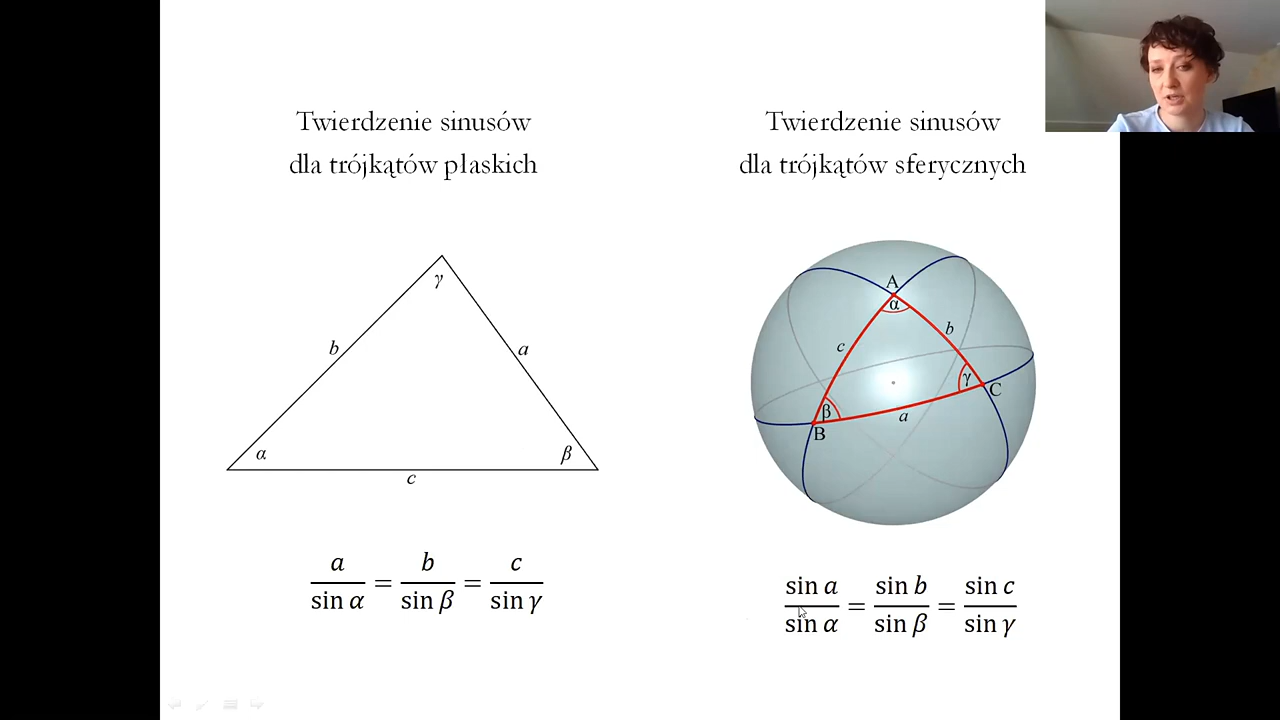 Twierdzenie sinusów
dla trójkątów płaskich
γ
b
a
α
β
c
a/sin α = b/sin β = c/sin γ
Twierdzenie sinusów
dla trójkątów sferycznych
A
α
b
c
γ
C
β
a
B
sin a/sin α = sin b/sin β = sin c/sin γ